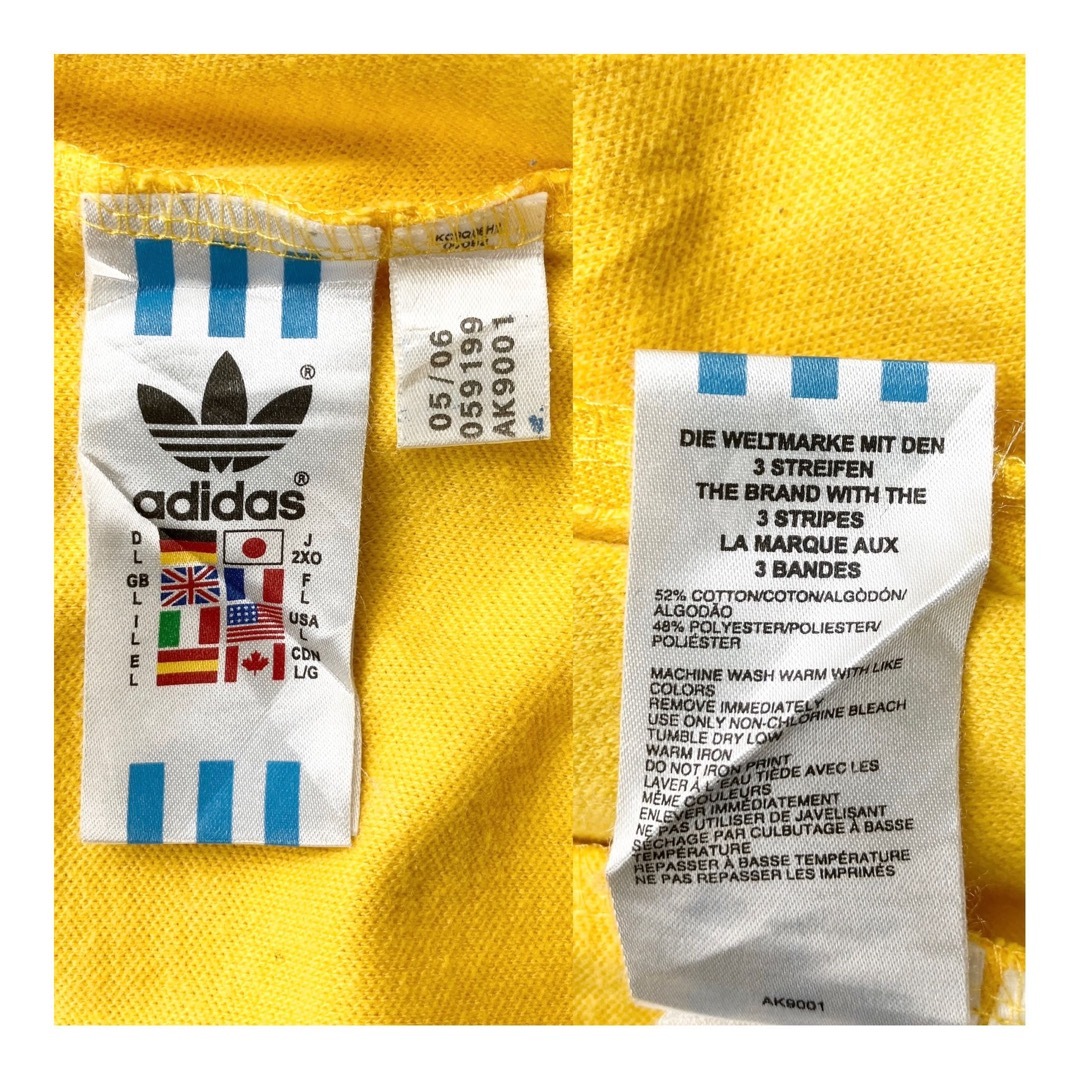 ®
adidas®
D
L
J
2XO
GB
L
F
L
I
L
USA
L
E
L
CDN
L/G
05/06
059199
AK9001
DIE WELTMARKE MIT DEN
3 STREIFEN
THE BRAND WITH THE
3 STRIPES
LA MARQUE AUX
3 BANDES
52% COTTON/COTON/ALGÒDÓN/
ALGODÃO
48% POLYESTER/POLIESTER/
POLIÉSTER
MACHINE WASH WARM WITH LIKE
COLORS
REMOVE IMMEDIATELY
USE ONLY NON-CHLORINE BLEACH
TUMBLE DRY LOW
WARM IRON
DO NOT IRON PRINT
LAVER À L'EAU TIÈDE AVEC LES
MÊME COULEURS
ENLEVER IMMÉDIATEMENT
NE PAS UTILISER DE JAVELISANT
SÈCHAGE PAR CULBUTAGE À BASSE
TEMPÉRATURE
REPASSER À BASSE TEMPÉRATURE
NE PAS REPASSER LES IMPRIMÉS
AK9001